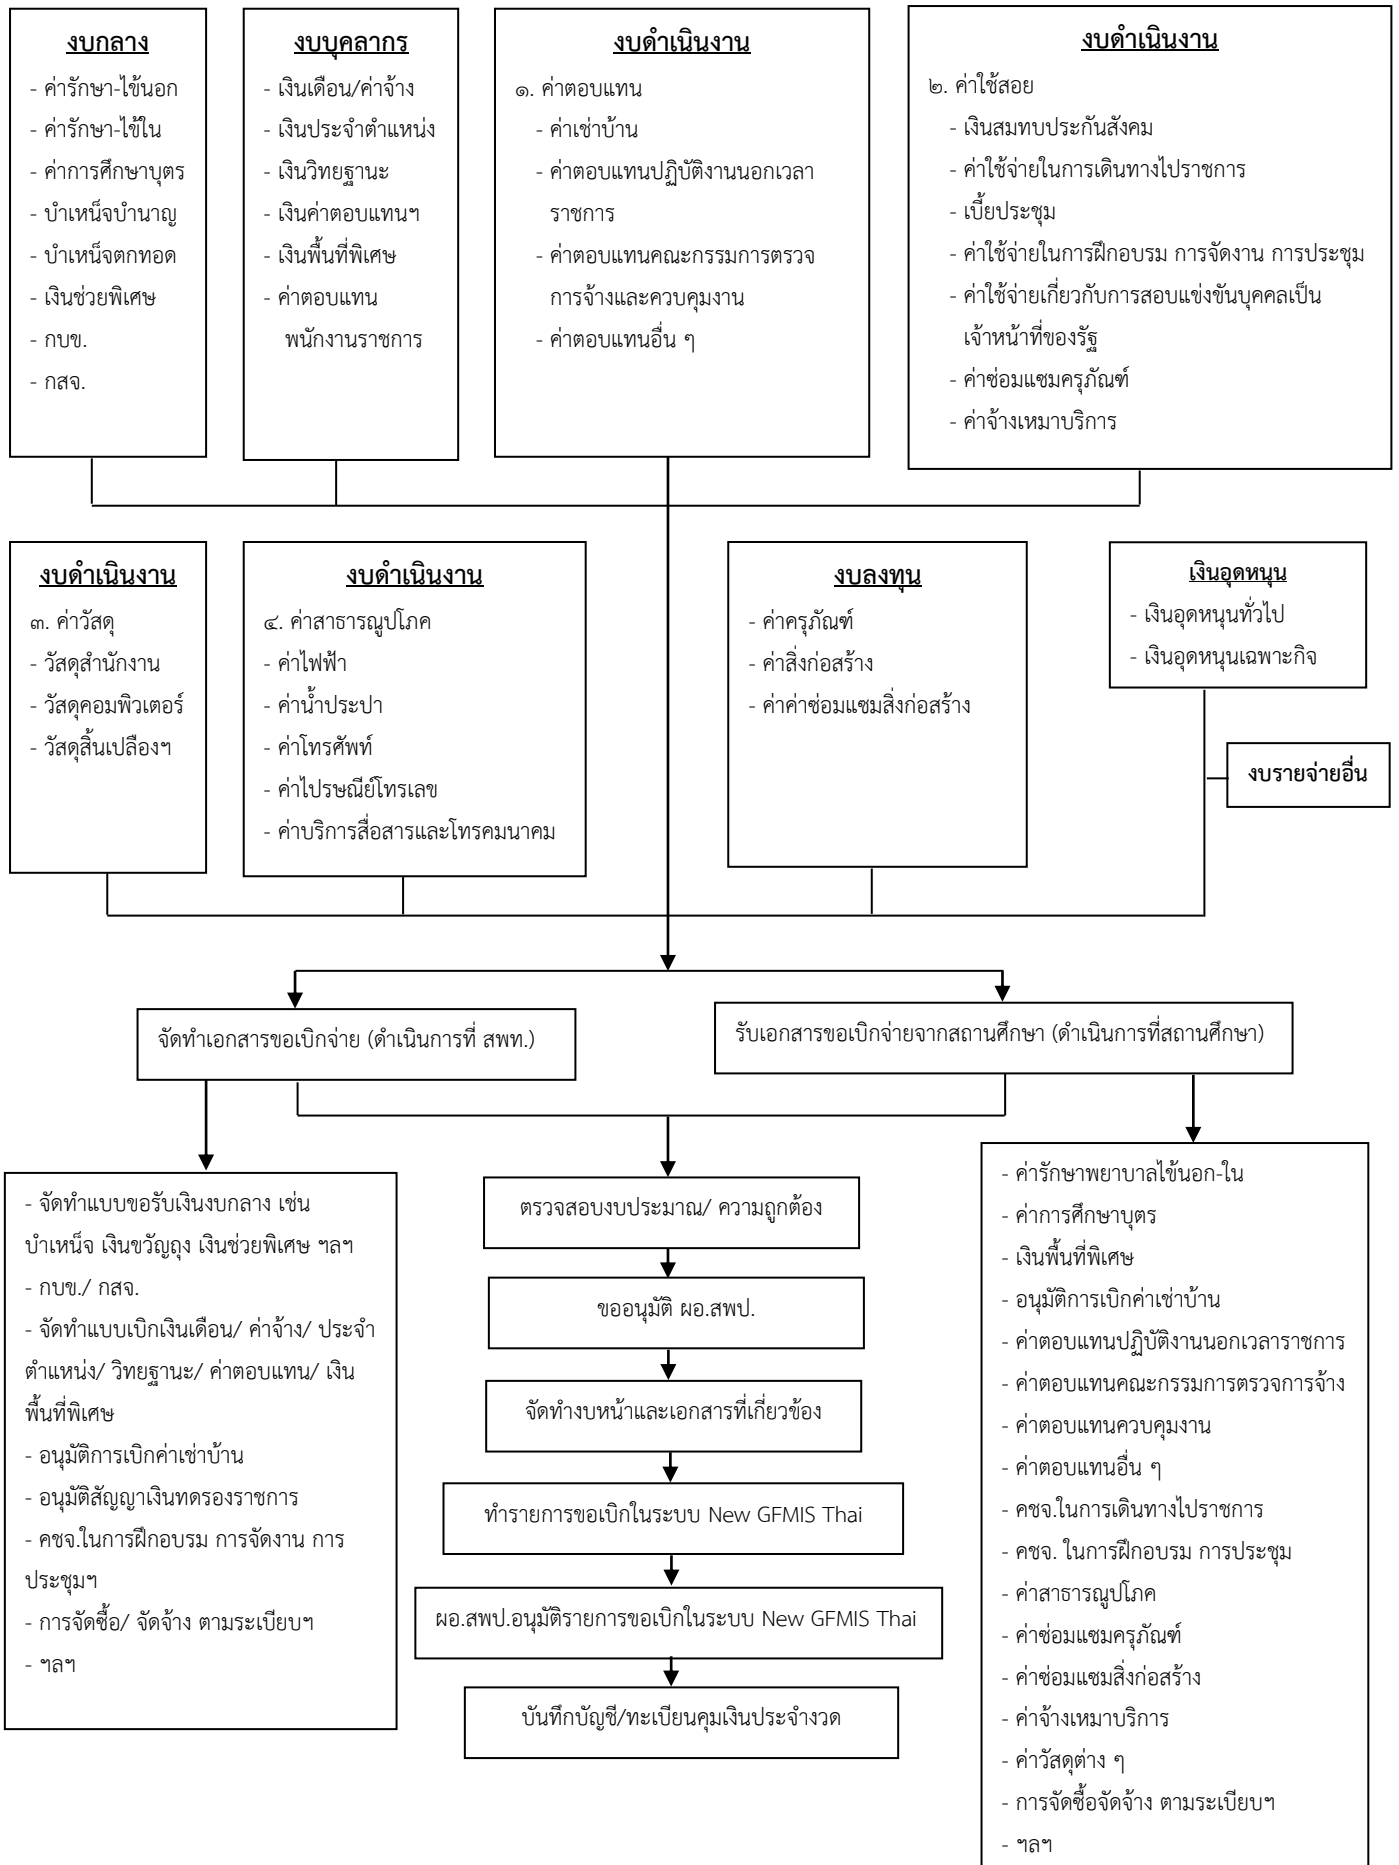 งบกลาง
- ค่ารักษา-ไข้นอก
- ค่ารักษา-ไข้ใน
- ค่าการศึกษาบุตร
- บำเหน็จบำนาญ
- บำเหน็จตกทอด
- เงินช่วยพิเศษ
- กบข.
- กสจ.
งบบุคลากร
- เงินเดือน/ค่าจ้าง
- เงินประจำตำแหน่ง
- เงินวิทยฐานะ
- เงินค่าตอบแทนฯ
- เงินพื้นที่พิเศษ
- ค่าตอบแทน
พนักงานราชการ
งบดำเนินงาน
๑. ค่าตอบแทน
- ค่าเช่าบ้าน
- ค่าตอบแทนปฏิบัติงานนอกเวลา
ราชการ
- ค่าตอบแทนคณะกรรมการตรวจ
การจ้างและควบคุมงาน
- ค่าตอบแทนอื่น ๆ
งบดำเนินงาน
๒. ค่าใช้สอย
- เงินสมทบประกันสังคม
- ค่าใช้จ่ายในการเดินทางไปราชการ
- เบี้ยประชุม
- ค่าใช้จ่ายในการฝึกอบรม การจัดงาน การประชุม
- ค่าใช้จ่ายเกี่ยวกับการสอบแข่งขันบุคคลเป็น
เจ้าหน้าที่ของรัฐ
- ค่าซ่อมแซมครุภัณฑ์
- ค่าจ้างเหมาบริการ
งบดำเนินงาน
๓. ค่าวัสดุ
- วัสดุสำนักงาน
- วัสดุคอมพิวเตอร์
- วัสดุสิ้นเปลืองฯ
งบดำเนินงาน
๔. ค่าสาธารณูปโภค
- ค่าไฟฟ้า
- ค่าน้ำประปา
- ค่าโทรศัพท์
- ค่าไปรษณีย์โทรเลข
- ค่าบริการสื่อสารและโทรคมนาคม
งบลงทุน
- ค่าครุภัณฑ์
- ค่าสิ่งก่อสร้าง
- ค่าค่าซ่อมแซมสิ่งก่อสร้าง
เงินอุดหนุน
- เงินอุดหนุนทั่วไป
- เงินอุดหนุนเฉพาะกิจ
งบรายจ่ายอื่น
จัดทำเอกสารขอเบิกจ่าย (ดำเนินการที่ สพท.)
รับเอกสารขอเบิกจ่ายจากสถานศึกษา (ดำเนินการที่สถานศึกษา)
- จัดทำแบบขอรับเงินงบกลาง เช่น
บำเหน็จ เงินขวัญถุง เงินช่วยพิเศษ ฯลฯ
- กบข./ กสจ.
- จัดทำแบบเบิกเงินเดือน/ ค่าจ้าง/ ประจำ
ตำแหน่ง/ วิทยฐานะ/ ค่าตอบแทน/ เงิน
พื้นที่พิเศษ
- อนุมัติการเบิกค่าเช่าบ้าน
- อนุมัติสัญญาเงินทดรองราชการ
- คชจ.ในการฝึกอบรม การจัดงาน การ
ประชุมฯ
- การจัดซื้อ/ จัดจ้าง ตามระเบียบฯ
- ฯลฯ
ตรวจสอบงบประมาณ/ ความถูกต้อง
ขออนุมัติ ผอ.สพป.
จัดทำงบหน้าและเอกสารที่เกี่ยวข้อง
ทำรายการขอเบิกในระบบ New GFMIS Thai
ผอ.สพป.อนุมัติรายการขอเบิกในระบบ New GFMIS Thai
บันทึกบัญชี/ทะเบียนคุมเงินประจำงวด
- ค่ารักษาพยาบาลไข้นอก-ใน
- ค่าการศึกษาบุตร
- เงินพื้นที่พิเศษ
- อนุมัติการเบิกค่าเช่าบ้าน
- ค่าตอบแทนปฏิบัติงานนอกเวลาราชการ
- ค่าตอบแทนคณะกรรมการตรวจการจ้าง
- ค่าตอบแทนควบคุมงาน
- ค่าตอบแทนอื่น ๆ
- คชจ.ในการเดินทางไปราชการ
- คชจ. ในการฝึกอบรม การประชุม
- ค่าสาธารณูปโภค
- ค่าซ่อมแซมครุภัณฑ์
- ค่าซ่อมแซมสิ่งก่อสร้าง
- ค่าจ้างเหมาบริการ
- ค่าวัสดุต่าง ๆ
- การจัดซื้อจัดจ้าง ตามระเบียบฯ
- ฯลฯ